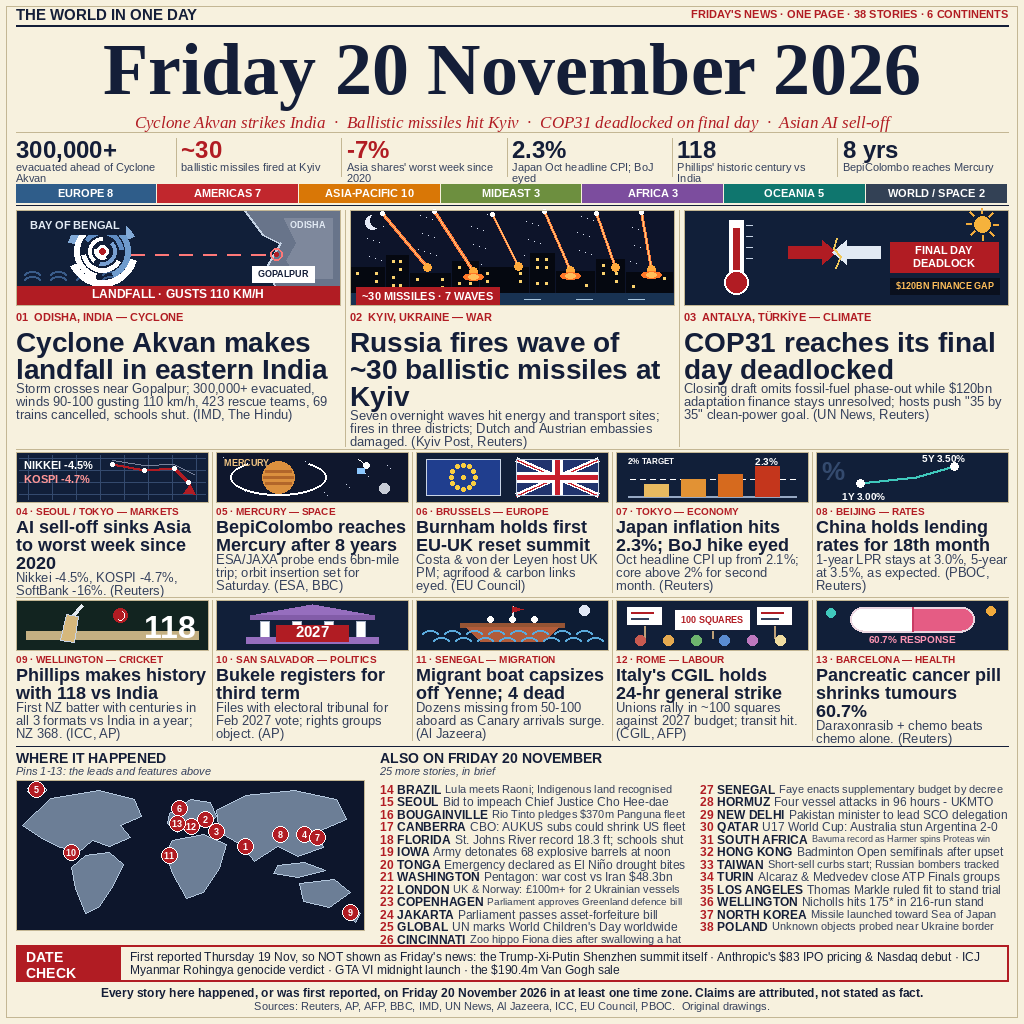 THE WORLD IN ONE DAY
FRIDAY'S NEWS · ONE PAGE · 38 STORIES · 6 CONTINENTS
Friday 20 November 2026
Cyclone Akvan strikes India · Ballistic missiles hit Kyiv · COP31 deadlocked on final day · Asian AI sell-off
300,000+
evacuated ahead of Cyclone
Akvan
~30
ballistic missiles fired at Kyiv
-7%
Asia shares' worst week since
2020
2.3%
Japan Oct headline CPI; BoJ
eyed
118
Phillips' historic century vs
India
8 yrs
BepiColombo reaches Mercury
EUROPE 8
AMERICAS 7
ASIA-PACIFIC 10
MIDEAST 3
AFRICA 3
OCEANIA 5
WORLD / SPACE 2
BAY OF BENGAL
ODISHA
GOPALPUR
LANDFALL · GUSTS 110 KM/H
01 ODISHA, INDIA — CYCLONE
Cyclone Akvan makes
landfall in eastern India
Storm crosses near Gopalpur; 300,000+ evacuated,
winds 90-100 gusting 110 km/h, 423 rescue teams, 69
trains cancelled, schools shut. (IMD, The Hindu)
~30 MISSILES · 7 WAVES
02 KYIV, UKRAINE — WAR
Russia fires wave of
~30 ballistic missiles at
Kyiv
Seven overnight waves hit energy and transport sites;
fires in three districts; Dutch and Austrian embassies
damaged. (Kyiv Post, Reuters)
FINAL DAY
DEADLOCK
$120BN FINANCE GAP
03 ANTALYA, TÜRKİYE — CLIMATE
COP31 reaches its final
day deadlocked
Closing draft omits fossil-fuel phase-out while $120bn
adaptation finance stays unresolved; hosts push "35 by
35" clean-power goal. (UN News, Reuters)
NIKKEI -4.5%
KOSPI -4.7%
04 · SEOUL / TOKYO — MARKETS
AI sell-off sinks Asia
to worst week since
2020
Nikkei -4.5%, KOSPI -4.7%,
SoftBank -16%. (Reuters)
MERCURY
05 · MERCURY — SPACE
BepiColombo reaches
Mercury after 8 years
ESA/JAXA probe ends 6bn-mile
trip; orbit insertion set for
Saturday. (ESA, BBC)
06 · BRUSSELS — EUROPE
Burnham holds first
EU-UK reset summit
Costa & von der Leyen host UK
PM; agrifood & carbon links
eyed. (EU Council)
2% TARGET
2.3%
07 · TOKYO — ECONOMY
Japan inflation hits
2.3%; BoJ hike eyed
Oct headline CPI up from 2.1%;
core above 2% for second
month. (Reuters)
%
5Y 3.50%
1Y 3.00%
08 · BEIJING — RATES
China holds lending
rates for 18th month
1-year LPR stays at 3.0%, 5-year
at 3.5%, as expected. (PBOC,
Reuters)
118
09 · WELLINGTON — CRICKET
Phillips makes history
with 118 vs India
First NZ batter with centuries in
all 3 formats vs India in a year;
NZ 368. (ICC, AP)
2027
10 · SAN SALVADOR — POLITICS
Bukele registers for
third term
Files with electoral tribunal for
Feb 2027 vote; rights groups
object. (AP)
11 · SENEGAL — MIGRATION
Migrant boat capsizes
off Yenne; 4 dead
Dozens missing from 50-100
aboard as Canary arrivals surge.
(Al Jazeera)
100 SQUARES
12 · ROME — LABOUR
Italy's CGIL holds
24-hr general strike
Unions rally in ~100 squares
against 2027 budget; transit hit.
(CGIL, AFP)
60.7% RESPONSE
13 · BARCELONA — HEALTH
Pancreatic cancer pill
shrinks tumours
60.7%
Daraxonrasib + chemo beats
chemo alone. (Reuters)
WHERE IT HAPPENED
Pins 1-13: the leads and features above
5
6
2
13
12
3
1
8
4
7
10
11
9
ALSO ON FRIDAY 20 NOVEMBER
25 more stories, in brief
14 BRAZIL Lula meets Raoni; Indigenous land recognised
15 SEOUL Bid to impeach Chief Justice Cho Hee-dae
16 BOUGAINVILLE Rio Tinto pledges $370m Panguna fleet
17 CANBERRA CBO: AUKUS subs could shrink US fleet
18 FLORIDA St. Johns River record 18.3 ft; schools shut
19 IOWA Army detonates 68 explosive barrels at noon
20 TONGA Emergency declared as El Niño drought bites
21 WASHINGTON Pentagon: war cost vs Iran $48.3bn
22 LONDON UK & Norway: £100m+ for 2 Ukrainian vessels
23 COPENHAGEN Parliament approves Greenland defence bill
24 JAKARTA Parliament passes asset-forfeiture bill
25 GLOBAL UN marks World Children's Day worldwide
26 CINCINNATI Zoo hippo Fiona dies after swallowing a hat
27 SENEGAL Faye enacts supplementary budget by decree
28 HORMUZ Four vessel attacks in 96 hours - UKMTO
29 NEW DELHI Pakistan minister to lead SCO delegation
30 QATAR U17 World Cup: Australia stun Argentina 2-0
31 SOUTH AFRICA Bavuma record as Harmer spins Proteas win
32 HONG KONG Badminton Open semifinals after upset
33 TAIWAN Short-sell curbs start; Russian bombers tracked
34 TURIN Alcaraz & Medvedev close ATP Finals groups
35 LOS ANGELES Thomas Markle ruled fit to stand trial
36 WELLINGTON Nicholls hits 175* in 216-run stand
37 NORTH KOREA Missile launched toward Sea of Japan
38 POLAND Unknown objects probed near Ukraine border
DATE
CHECK
First reported Thursday 19 Nov, so NOT shown as Friday's news: the Trump-Xi-Putin Shenzhen summit itself · Anthropic's $83 IPO pricing & Nasdaq debut · ICJ
Myanmar Rohingya genocide verdict · GTA VI midnight launch · the $190.4m Van Gogh sale
Every story here happened, or was first reported, on Friday 20 November 2026 in at least one time zone. Claims are attributed, not stated as fact.
Sources: Reuters, AP, AFP, BBC, IMD, UN News, Al Jazeera, ICC, EU Council, PBOC. Original drawings.